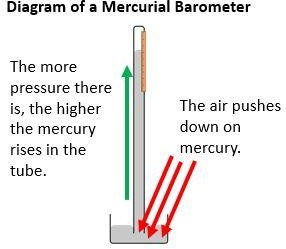 Diagram of a Mercurial Barometer
The more
pressure there
is, the higher
the mercury
rises in the
tube.
The air pushes
down on
mercury.